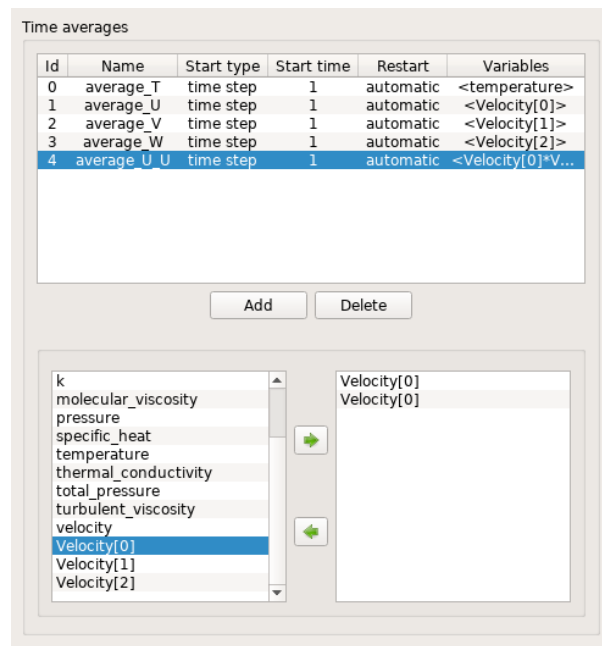 Time averages
Id Name Start type Start time Restart Variables
0 average_T time step 1 automatic <temperature>
1 average_U time step 1 automatic <Velocity[0]>
2 average_V time step 1 automatic <Velocity[1]>
3 average_W time step 1 automatic <Velocity[2]>
4 average_U_U time step 1 automatic <Velocity[0]*V...
Add Delete
k
molecular_viscosity
pressure
specific_heat
temperature
thermal_conductivity
total_pressure
turbulent_viscosity
velocity
Velocity[0]
Velocity[1]
Velocity[2]
Velocity[0]
Velocity[0]